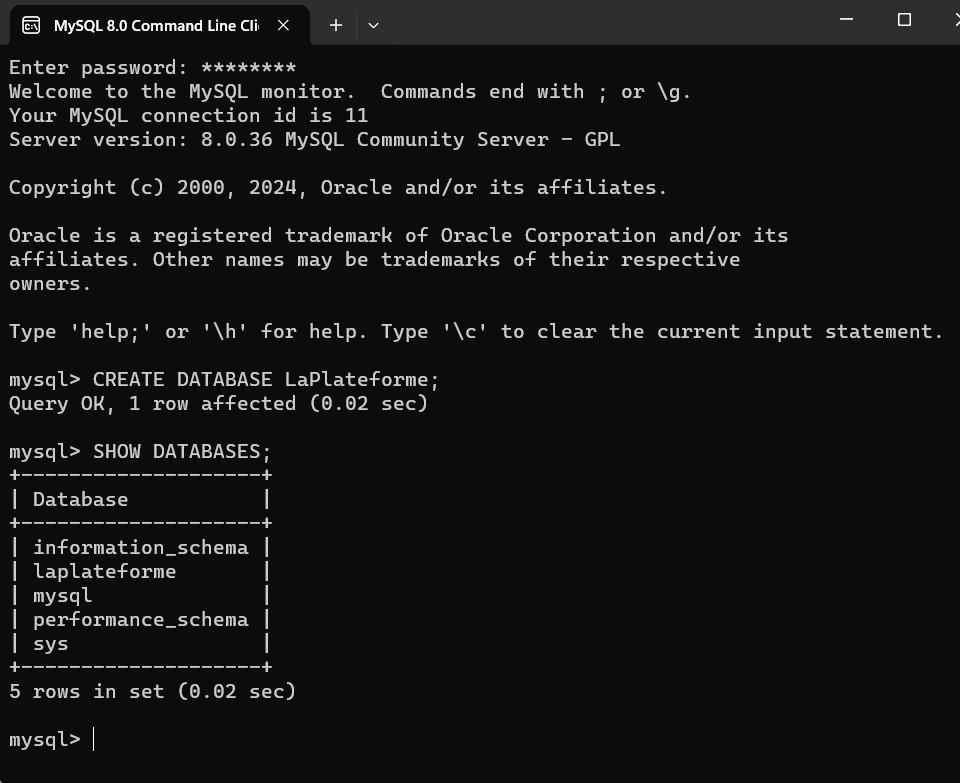 MySQL 8.0 Command Line Cli
Enter password: ********
Welcome to the MySQL monitor.  Commands end with ; or \g.
Your MySQL connection id is 11
Server version: 8.0.36 MySQL Community Server - GPL
Copyright (c) 2000, 2024, Oracle and/or its affiliates.
Oracle is a registered trademark of Oracle Corporation and/or its
affiliates. Other names may be trademarks of their respective
owners.
Type 'help;' or '\h' for help. Type '\c' to clear the current input statement.
mysql> CREATE DATABASE LaPlateforme;
Query OK, 1 row affected (0.02 sec)
mysql> SHOW DATABASES;
+--------------------+
| Database           |
+--------------------+
| information_schema |
| laplateforme       |
| mysql              |
| performance_schema |
| sys                |
+--------------------+
5 rows in set (0.02 sec)
mysql>